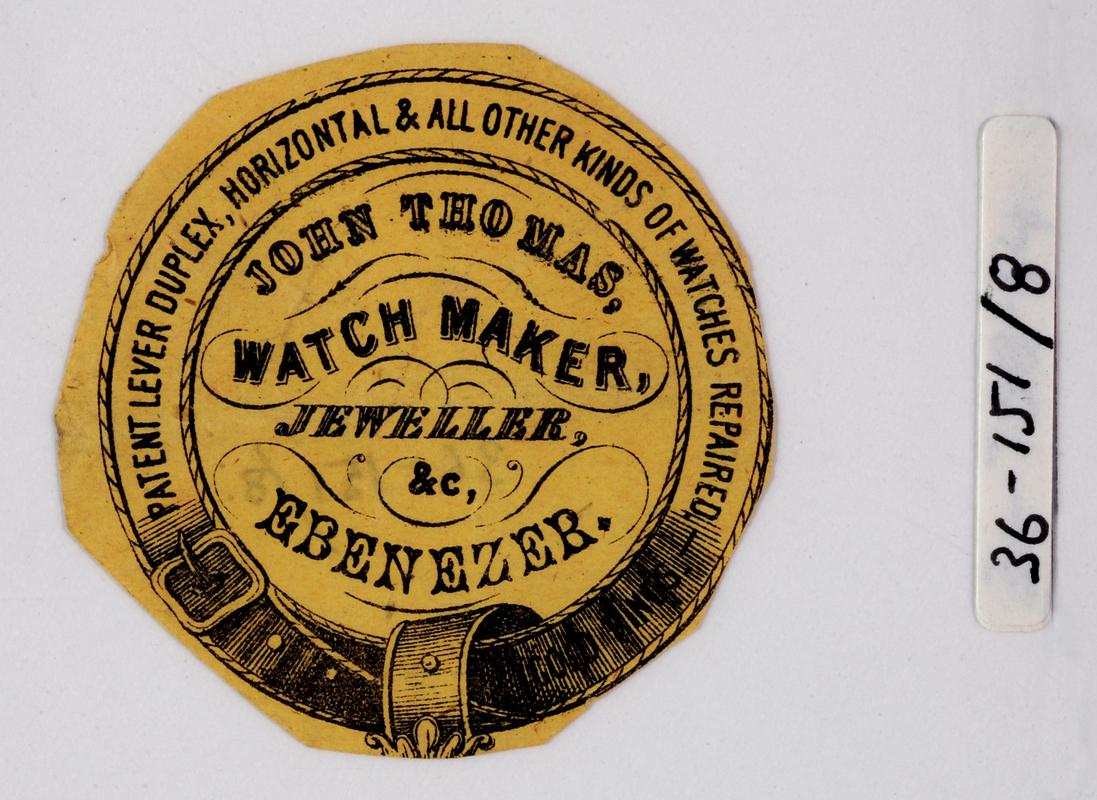 PATENT LEVER DUPLEX, HORIZONTAL & ALL OTHER KINDS OF WATCHES REPAIRED,
JOHN THOMAS,
WATCH MAKER,
JEWELLER,
&c,
EBENEZER.
36-151/8